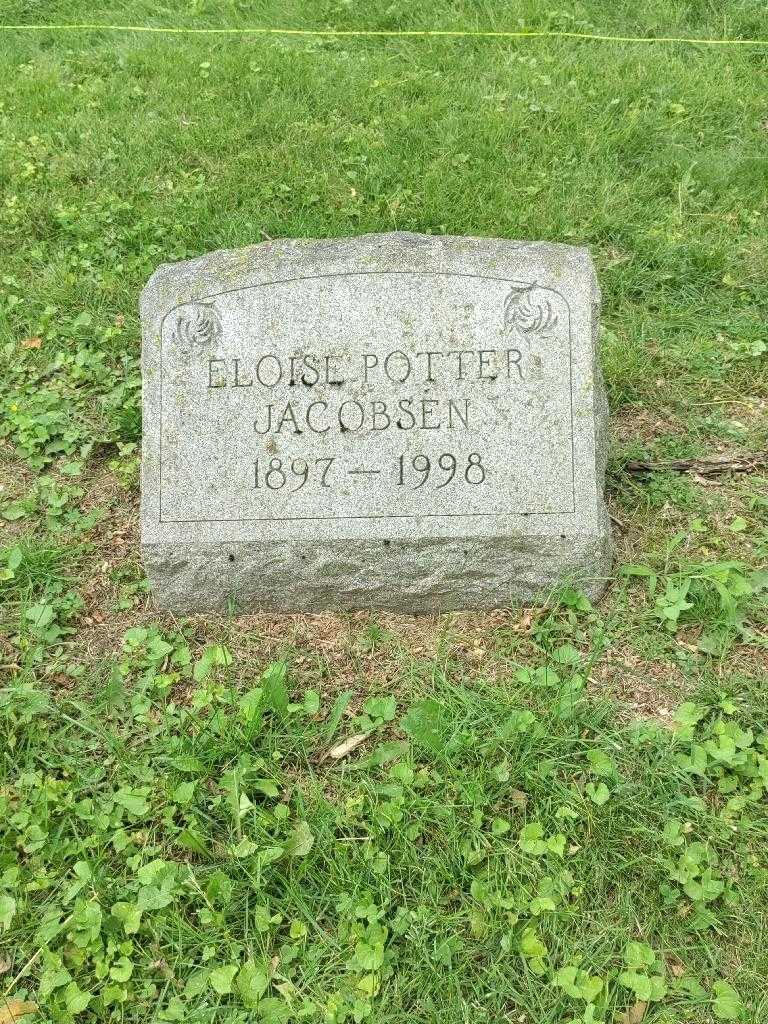 ELOISE POTTER
JACOBSEN
1897 — 1998